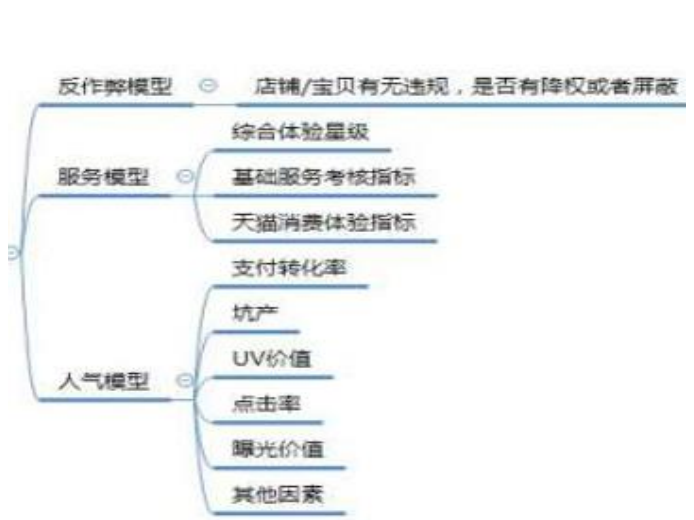 反作弊模型
店铺/宝贝有无违规，是否有降权或者屏蔽
服务模型
综合体验星级
基础服务考核指标
天猫消费体验指标
人气模型
支付转化率
坑产
UV价值
点击率
曝光价值
其他因素